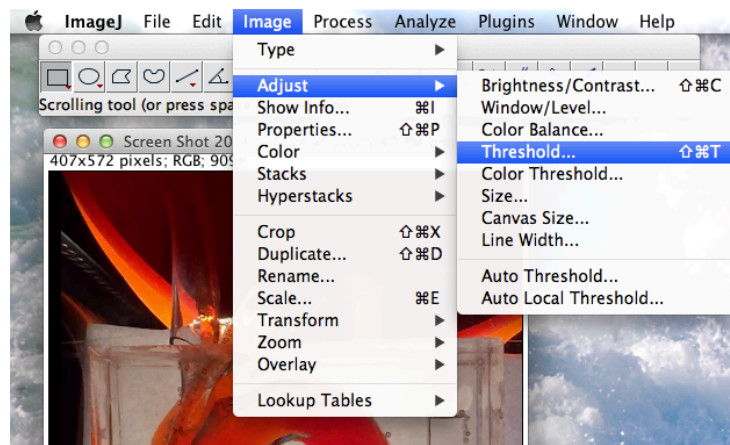 ImageJ File Edit Image Process Analyze Plugins Window Help
Scrolling tool (or press spa
Screen Shot 20
407x572 pixels; RGB; 909
Type
Adjust
Show Info... ⌘I
Properties... ⇧⌘P
Color
Stacks
Hyperstacks
Crop ⇧⌘X
Duplicate... ⇧⌘D
Rename...
Scale... ⌘E
Transform
Zoom
Overlay
Lookup Tables
Brightness/Contrast... ⇧⌘C
Window/Level...
Color Balance...
Threshold... ⇧⌘T
Color Threshold...
Size...
Canvas Size...
Line Width...
Auto Threshold...
Auto Local Threshold...